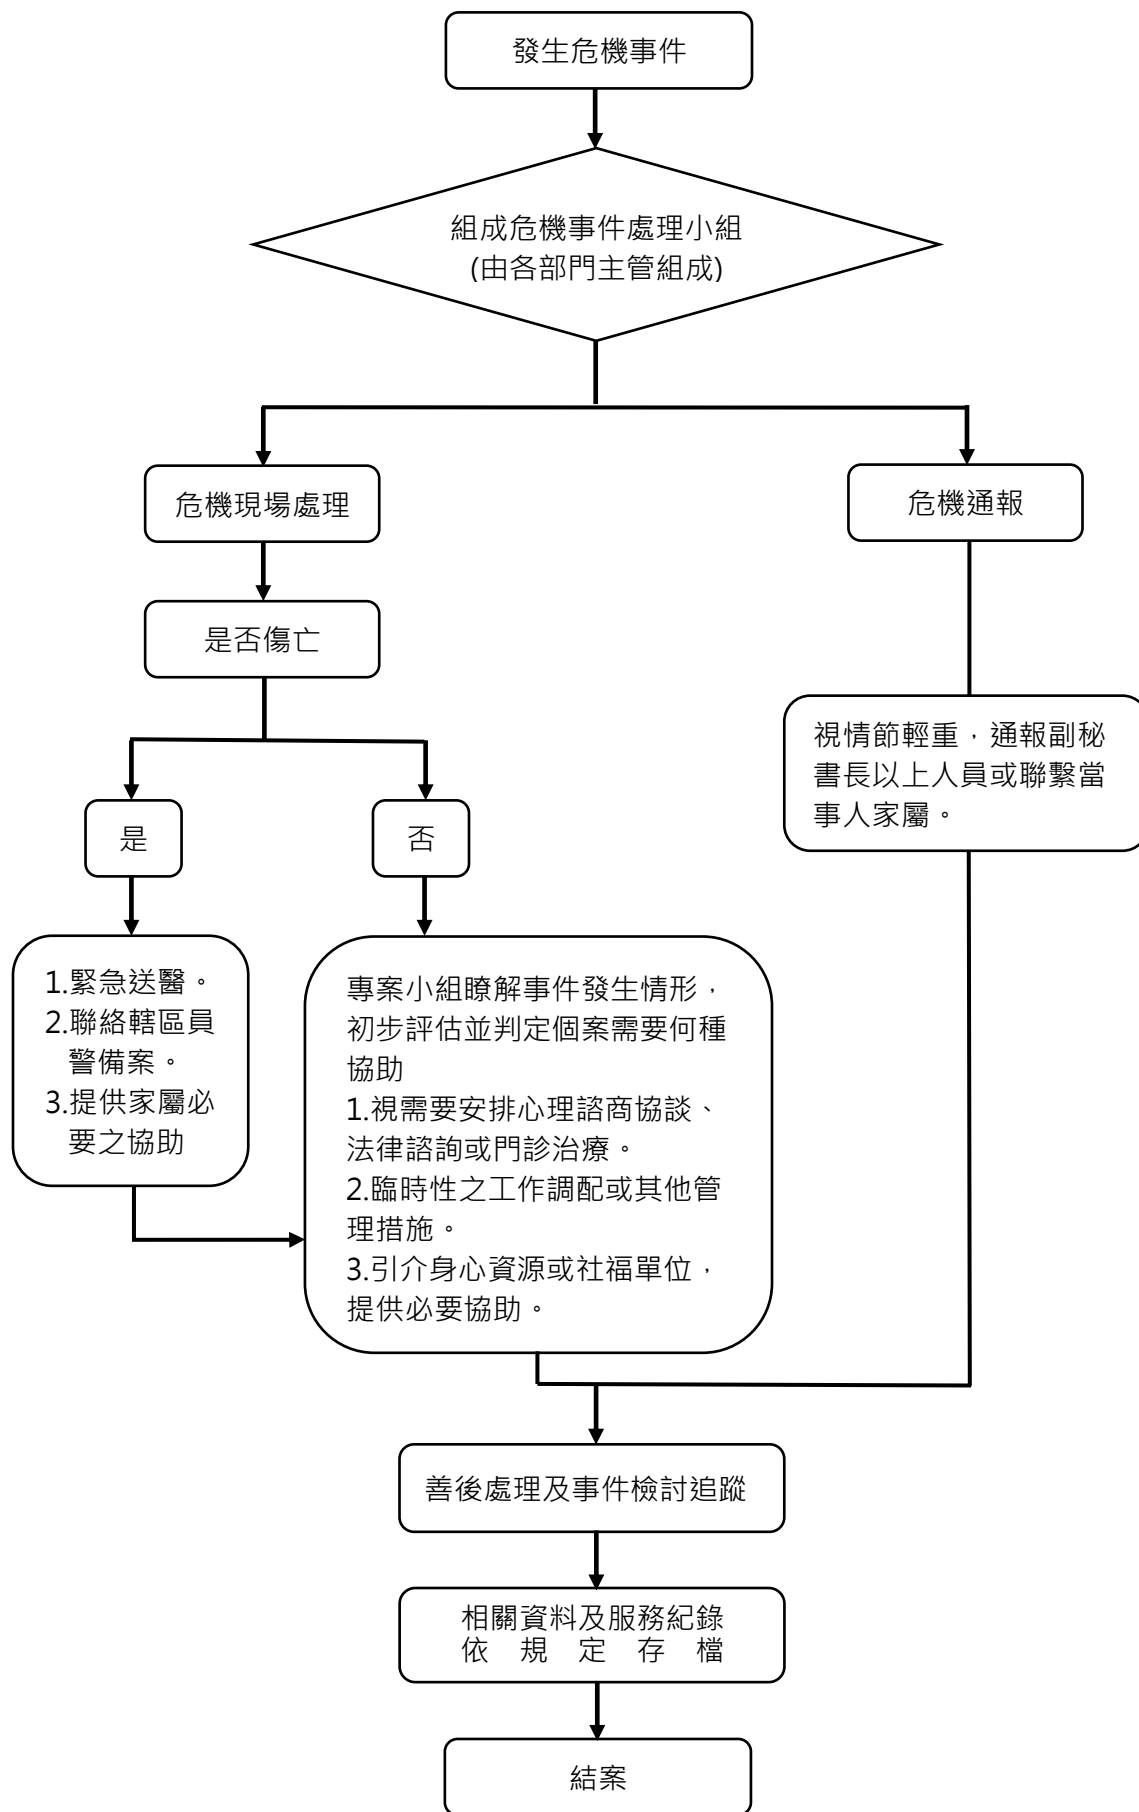 發生危機事件
組成危機事件處理小組
(由各部門主管組成)
危機現場處理
危機通報
是否傷亡
視情節輕重，通報副秘
書長以上人員或聯繫當
事人家屬。
是
否
1.緊急送醫。
2.聯絡轄區員
警備案。
3.提供家屬必
要之協助
專案小組瞭解事件發生情形，
初步評估並判定個案需要何種
協助
1.視需要安排心理諮商協談、
法律諮詢或門診治療。
2.臨時性之工作調配或其他管
理措施。
3.引介身心資源或社福單位，
提供必要協助。
善後處理及事件檢討追蹤
相關資料及服務紀錄
依 規 定 存 檔
結案